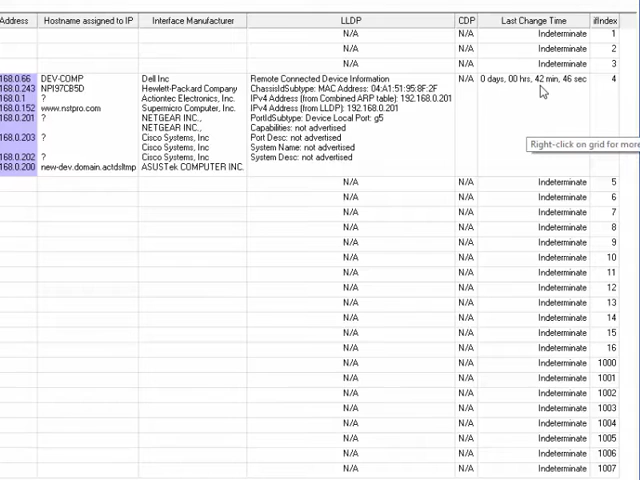 Address Hostname assigned to IP Interface Manufacturer LLDP CDP Last Change Time ifIndex
N/A N/A Indeterminate 1
N/A N/A Indeterminate 2
N/A N/A Indeterminate 3
168.0.66 DEV-COMP Dell Inc Remote Connected Device Information N/A 0 days, 00 hrs, 42 min, 46 sec 4
168.0.243 NPI97CB5D Hewlett-Packard Company ChassisIdSubtype: MAC Address: 04:A1:51:95:8F:2F
168.0.1 ? Actiontec Electronics, Inc. IPv4 Address (from Combined ARP table): 192.168.0.201
168.0.152 www.nstpro.com Supermicro Computer, Inc. IPv4 Address (from LLDP): 192.168.0.201
168.0.201 ? NETGEAR INC., PortIdSubtype: Device Local Port: g5
NETGEAR INC., Capabilities: not advertised
168.0.203 ? Cisco Systems, Inc Port Desc: not advertised
Cisco Systems, Inc System Name: not advertised
168.0.202 ? Cisco Systems, Inc System Desc: not advertised
168.0.200 new-dev.domain.actdsltmp ASUSTek COMPUTER INC.
Right-click on grid for more
N/A N/A Indeterminate 5
N/A N/A Indeterminate 6
N/A N/A Indeterminate 7
N/A N/A Indeterminate 8
N/A N/A Indeterminate 9
N/A N/A Indeterminate 10
N/A N/A Indeterminate 11
N/A N/A Indeterminate 12
N/A N/A Indeterminate 13
N/A N/A Indeterminate 14
N/A N/A Indeterminate 15
N/A N/A Indeterminate 16
N/A N/A Indeterminate 1000
N/A N/A Indeterminate 1001
N/A N/A Indeterminate 1002
N/A N/A Indeterminate 1003
N/A N/A Indeterminate 1004
N/A N/A Indeterminate 1005
N/A N/A Indeterminate 1006
N/A N/A Indeterminate 1007